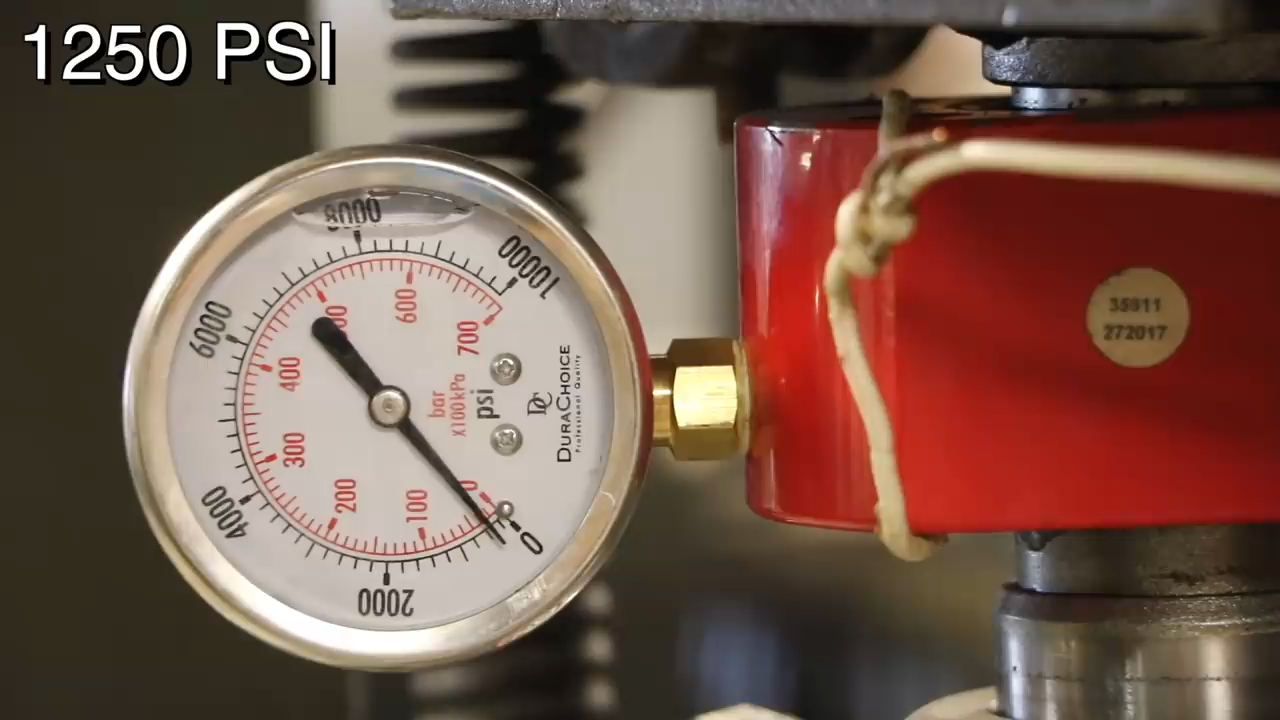 1250 PSI
8000
10000
6000
600
700
400
bar
X100kPa
psi
DC
DURACHOICE
Professional Quality
300
200
100
0
4000
0
2000
35911
272017